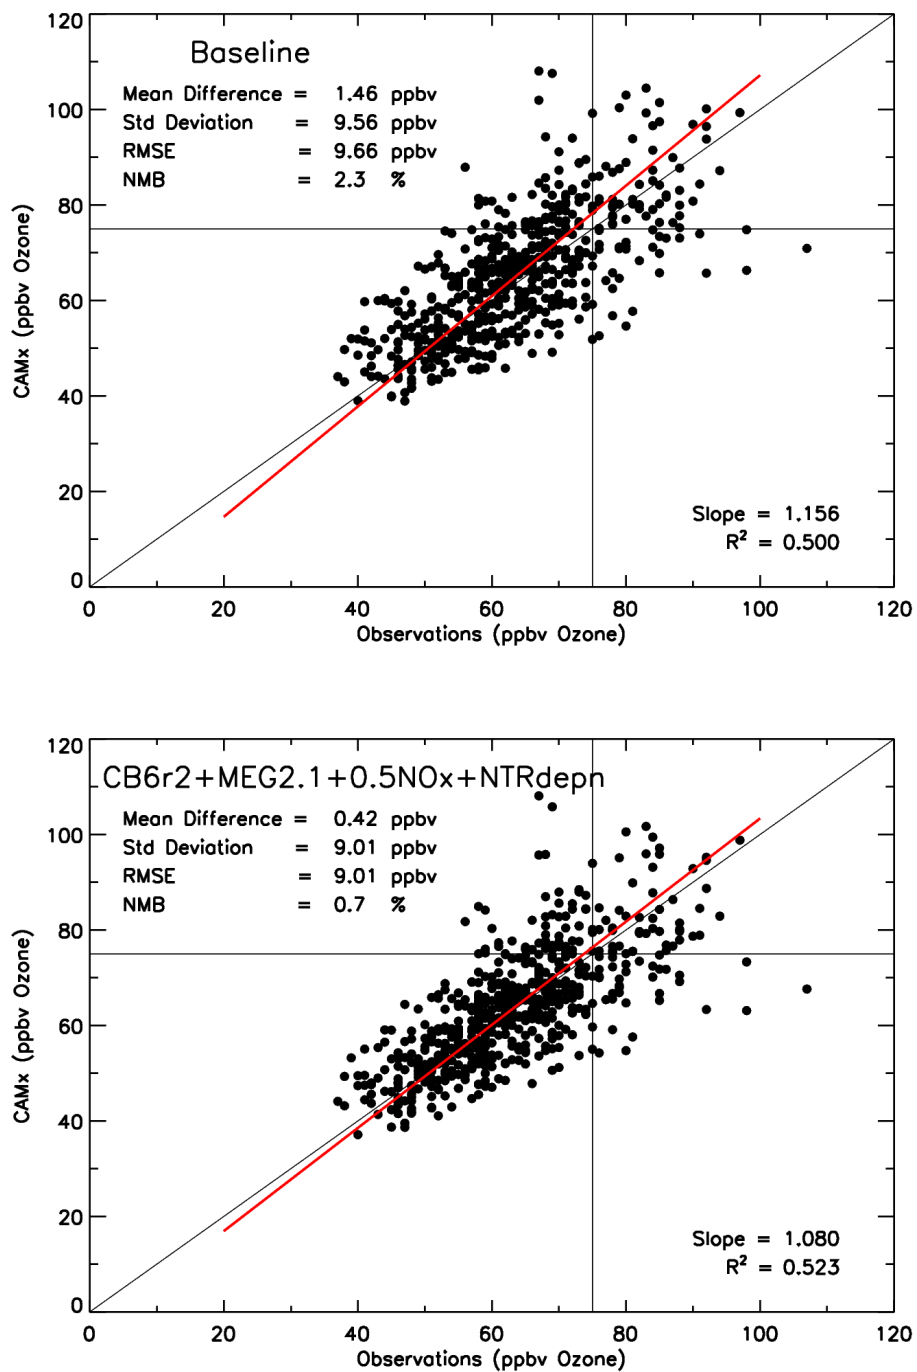 120
100
80
60
40
20
0
CAMx (ppbv Ozone)
Baseline
Mean Difference = 1.46 ppbv
Std Deviation = 9.56 ppbv
RMSE = 9.66 ppbv
NMB = 2.3 %
Slope = 1.156
R² = 0.500
0 20 40 60 80 100 120
Observations (ppbv Ozone)
120
100
80
60
40
20
0
CAMx (ppbv Ozone)
CB6r2+MEG2.1+0.5NOx+NTRdepn
Mean Difference = 0.42 ppbv
Std Deviation = 9.01 ppbv
RMSE = 9.01 ppbv
NMB = 0.7 %
Slope = 1.080
R² = 0.523
0 20 40 60 80 100 120
Observations (ppbv Ozone)